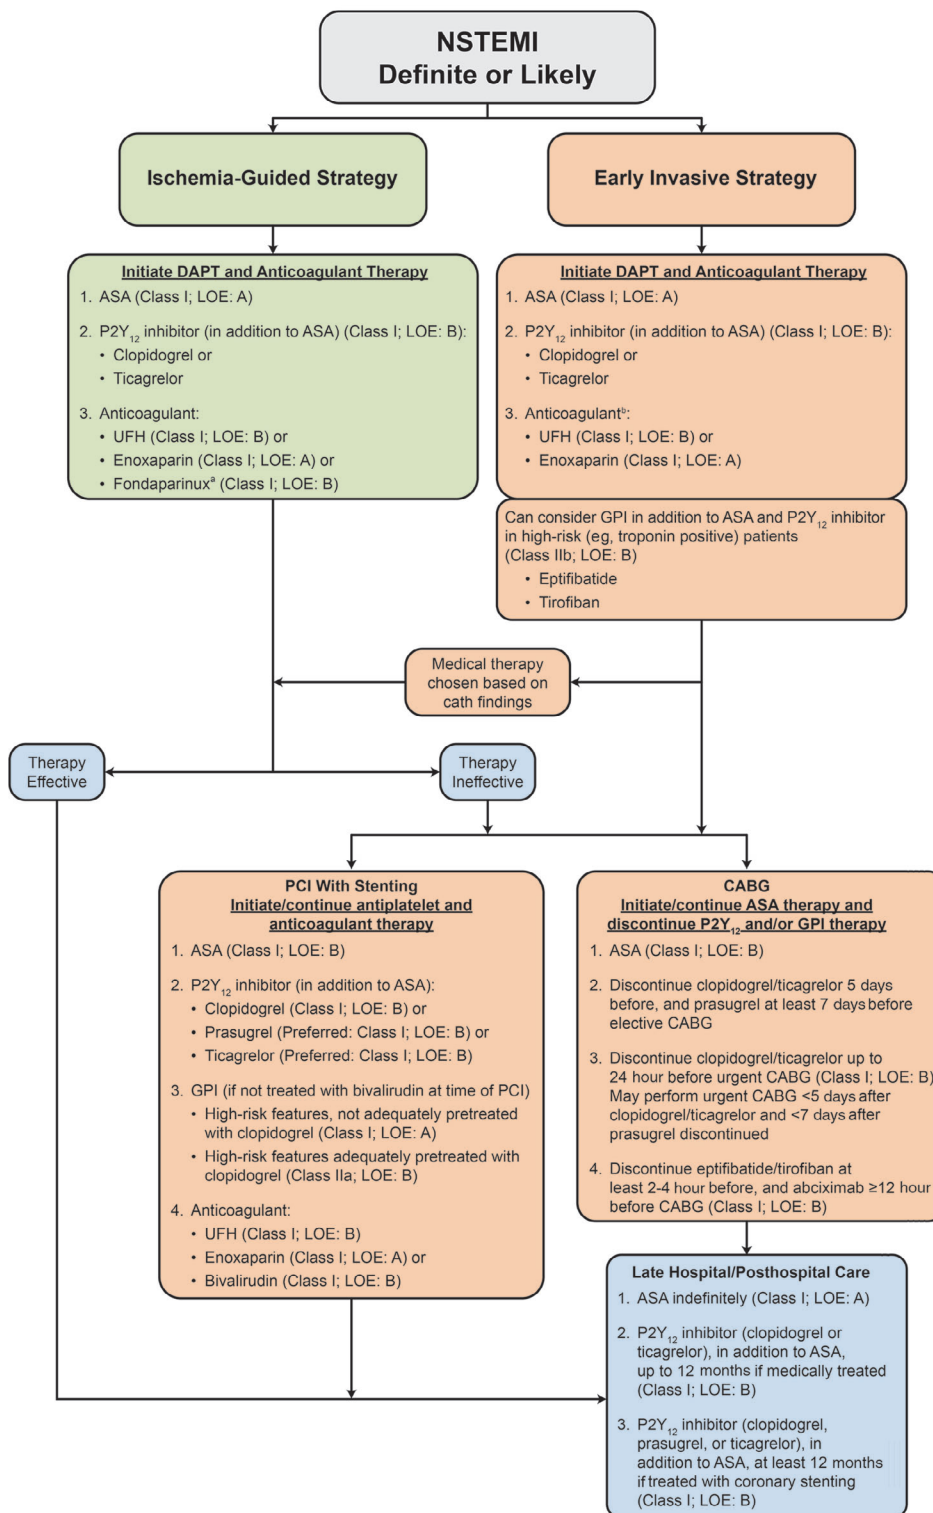 NSTEMI
Definite or Likely
Ischemia-Guided Strategy
Early Invasive Strategy
Initiate DAPT and Anticoagulant Therapy
1. ASA (Class I; LOE: A)
2. P2Y12 inhibitor (in addition to ASA) (Class I; LOE: B):
• Clopidogrel or
• Ticagrelor
3. Anticoagulant:
• UFH (Class I; LOE: B) or
• Enoxaparin (Class I; LOE: A) or
• Fondaparinuxª (Class I; LOE: B)
Initiate DAPT and Anticoagulant Therapy
1. ASA (Class I; LOE: A)
2. P2Y12 inhibitor (in addition to ASA) (Class I; LOE: B):
• Clopidogrel or
• Ticagrelor
3. Anticoagulantᵇ:
• UFH (Class I; LOE: B) or
• Enoxaparin (Class I; LOE: A)
Can consider GPI in addition to ASA and P2Y12 inhibitor
in high-risk (eg, troponin positive) patients
(Class IIb; LOE: B)
• Eptifibatide
• Tirofiban
Medical therapy
chosen based on
cath findings
Therapy
Effective
Therapy
Ineffective
PCI With Stenting
Initiate/continue antiplatelet and
anticoagulant therapy
1. ASA (Class I; LOE: B)
2. P2Y12 inhibitor (in addition to ASA):
• Clopidogrel (Class I; LOE: B) or
• Prasugrel (Preferred: Class I; LOE: B) or
• Ticagrelor (Preferred: Class I; LOE: B)
3. GPI (if not treated with bivalirudin at time of PCI)
• High-risk features, not adequately pretreated
with clopidogrel (Class I; LOE: A)
• High-risk features adequately pretreated with
clopidogrel (Class IIa; LOE: B)
4. Anticoagulant:
• UFH (Class I; LOE: B)
• Enoxaparin (Class I; LOE: A) or
• Bivalirudin (Class I; LOE: B)
CABG
Initiate/continue ASA therapy and
discontinue P2Y12 and/or GPI therapy
1. ASA (Class I; LOE: B)
2. Discontinue clopidogrel/ticagrelor 5 days
before, and prasugrel at least 7 days before
elective CABG
3. Discontinue clopidogrel/ticagrelor up to
24 hour before urgent CABG (Class I; LOE: B)
May perform urgent CABG <5 days after
clopidogrel/ticagrelor and <7 days after
prasugrel discontinued
4. Discontinue eptifibatide/tirofiban at
least 2-4 hour before, and abciximab ≥12 hour
before CABG (Class I; LOE: B)
Late Hospital/Posthospital Care
1. ASA indefinitely (Class I; LOE: A)
2. P2Y12 inhibitor (clopidogrel or
ticagrelor), in addition to ASA,
up to 12 months if medically treated
(Class I; LOE: B)
3. P2Y12 inhibitor (clopidogrel,
prasugrel, or ticagrelor), in
addition to ASA, at least 12 months
if treated with coronary stenting
(Class I; LOE: B)